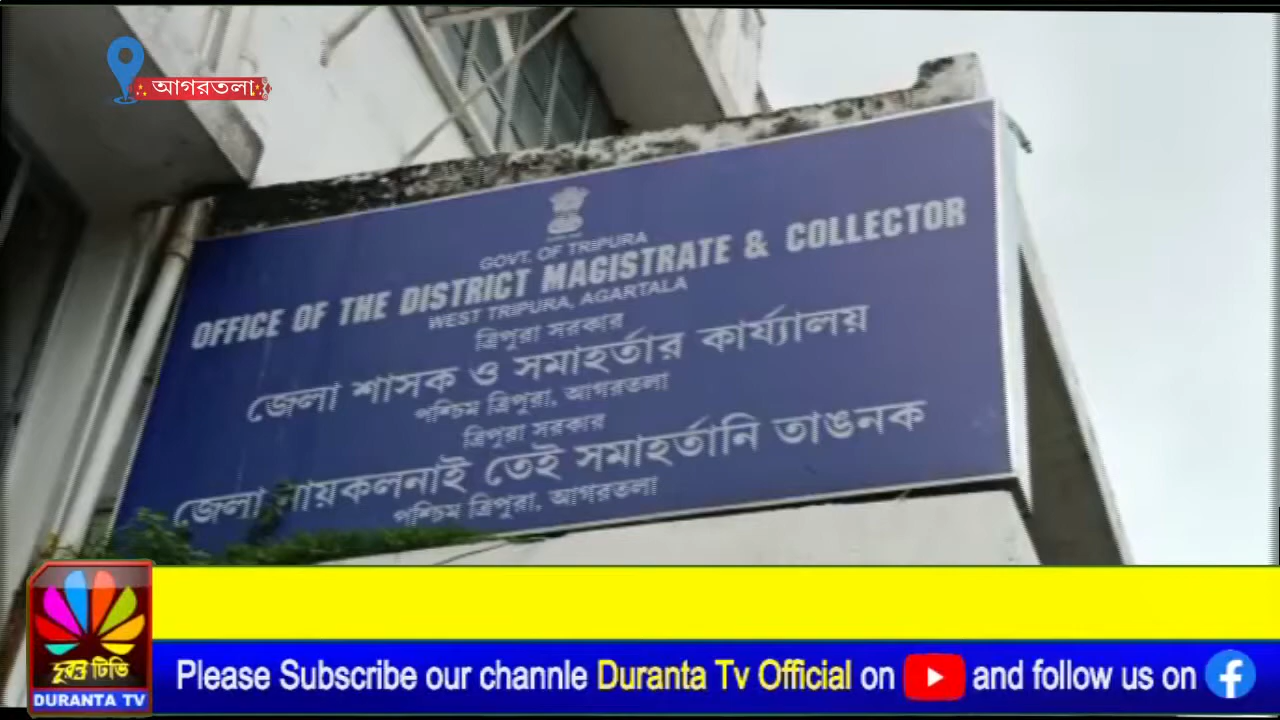 আগরতলা
GOVT. OF TRIPURA
OFFICE OF THE DISTRICT MAGISTRATE & COLLECTOR
WEST TRIPURA, AGARTALA
ত্রিপুরা সরকার
জেলা শাসক ও সমাহর্তার কার্য্যালয়
পশ্চিম ত্রিপুরা, আগরতলা
ত্রিপুরা সরকার
জেলা নায়কলনাই তেই সমাহর্তানি তাঙনক
পশ্চিম ত্রিপুরা, আগরতলা
দুরন্ত টিভি
DURANTA TV
Please Subscribe our channle Duranta Tv Official on and follow us on